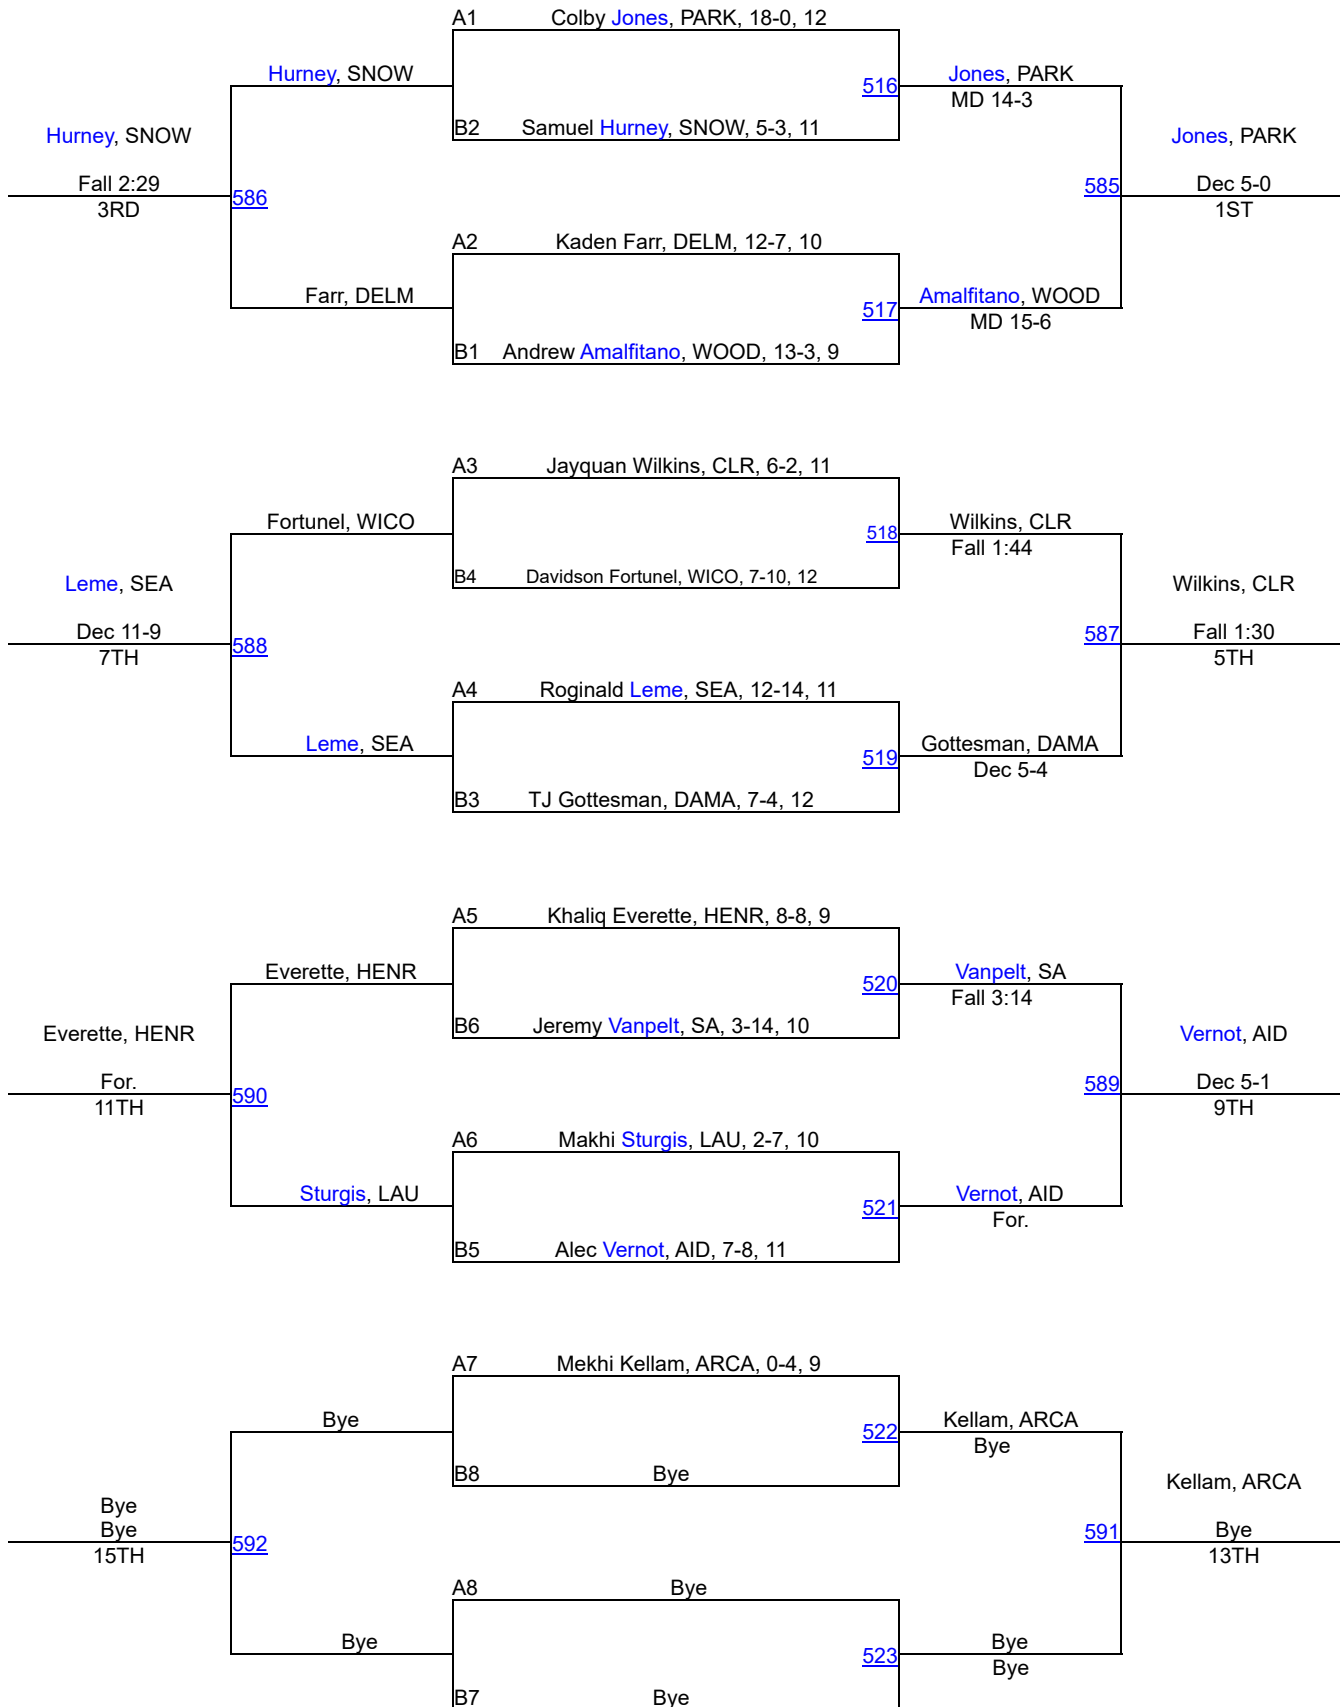 A1 Colby Jones, PARK, 18-0, 12
Hurney, SNOW
516
Jones, PARK
MD 14-3
B2 Samuel Hurney, SNOW, 5-3, 11
Hurney, SNOW
Fall 2:29
3RD
586
585
Jones, PARK
Dec 5-0
1ST
A2 Kaden Farr, DELM, 12-7, 10
Farr, DELM
517
Amalfitano, WOOD
MD 15-6
B1 Andrew Amalfitano, WOOD, 13-3, 9
A3 Jayquan Wilkins, CLR, 6-2, 11
Fortunel, WICO
518
Wilkins, CLR
Fall 1:44
B4 Davidson Fortunel, WICO, 7-10, 12
Leme, SEA
Dec 11-9
7TH
588
587
Wilkins, CLR
Fall 1:30
5TH
A4 Roginald Leme, SEA, 12-14, 11
Leme, SEA
519
Gottesman, DAMA
Dec 5-4
B3 TJ Gottesman, DAMA, 7-4, 12
A5 Khaliq Everette, HENR, 8-8, 9
Everette, HENR
520
Vanpelt, SA
Fall 3:14
B6 Jeremy Vanpelt, SA, 3-14, 10
Everette, HENR
For.
11TH
590
589
Vernot, AID
Dec 5-1
9TH
A6 Makhi Sturgis, LAU, 2-7, 10
Sturgis, LAU
521
Vernot, AID
For.
B5 Alec Vernot, AID, 7-8, 11
A7 Mekhi Kellam, ARCA, 0-4, 9
Bye
522
Kellam, ARCA
Bye
B8 Bye
Bye
Bye
15TH
592
591
Kellam, ARCA
Bye
13TH
A8 Bye
Bye
523
Bye
Bye
B7 Bye